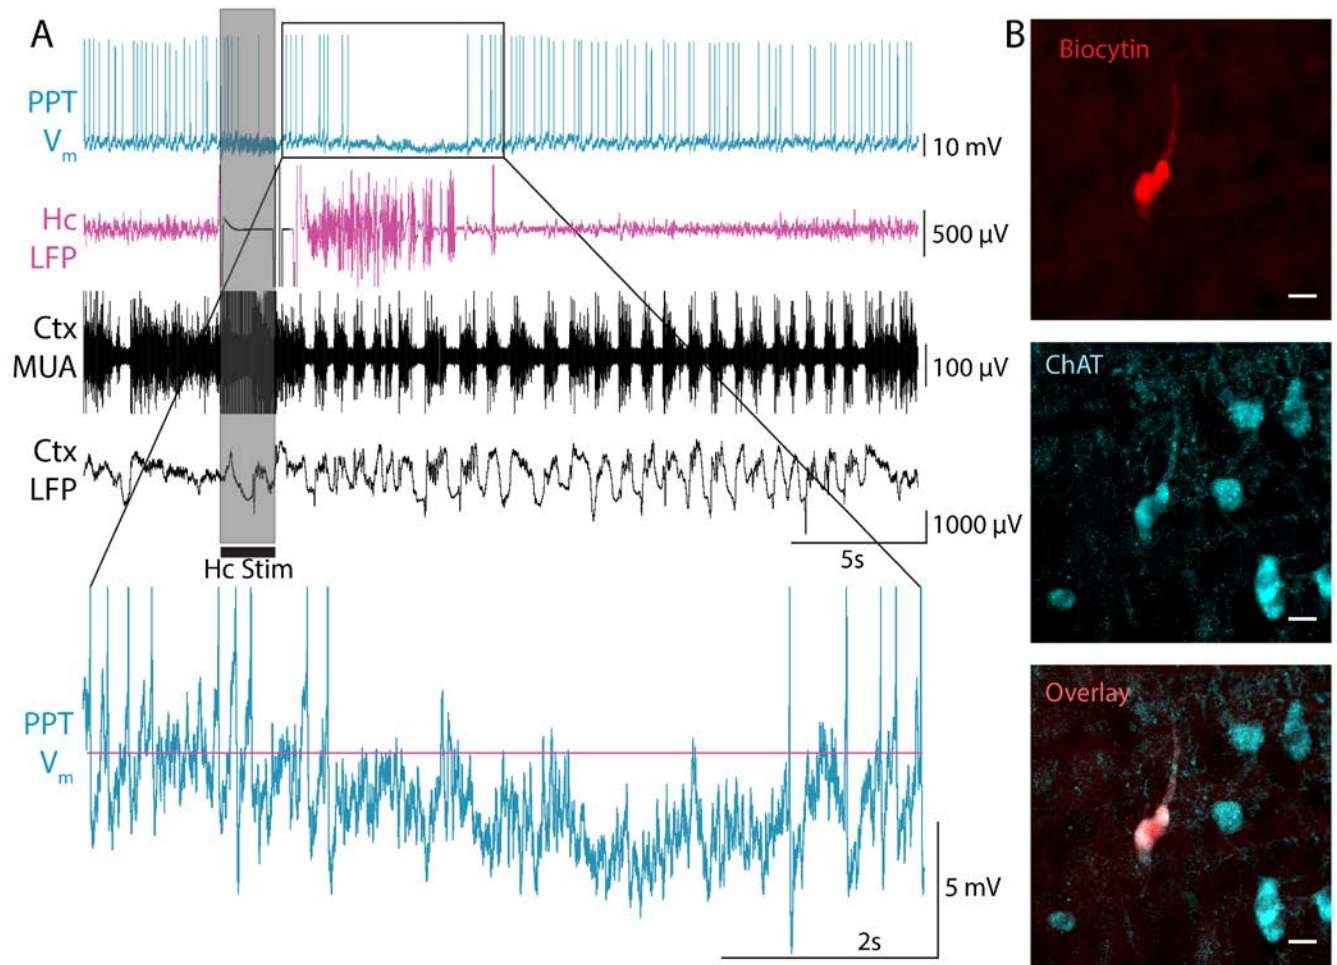 A
PPT
Vm
10 mV
Hc
LFP
500 µV
Ctx
MUA
100 µV
Ctx
LFP
1000 µV
5s
Hc Stim
PPT
Vm
5 mV
2s
B
Biocytin
ChAT
Overlay